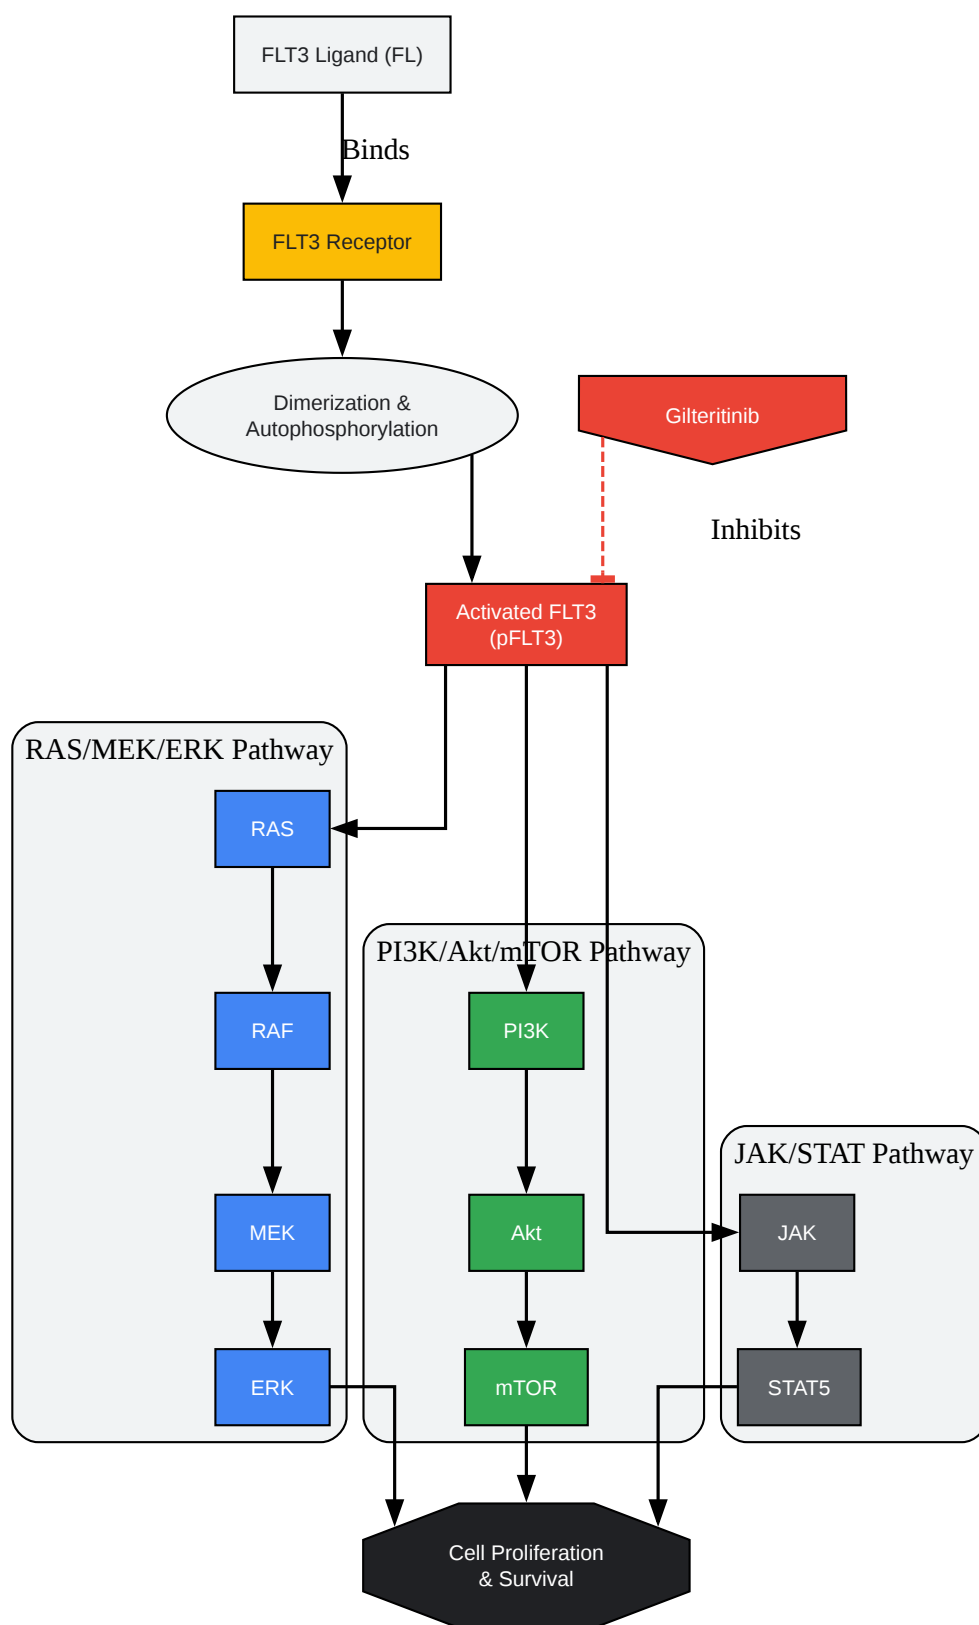 FLT3 Ligand (FL)
Binds
FLT3 Receptor
Dimerization &
Autophosphorylation
Gilteritinib
Inhibits
Activated FLT3
(pFLT3)
RAS/MEK/ERK Pathway
RAS
RAF
MEK
ERK
PI3K/Akt/mTOR Pathway
PI3K
Akt
mTOR
JAK/STAT Pathway
JAK
STAT5
Cell Proliferation
& Survival